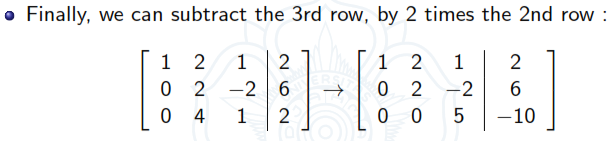 Finally, we can subtract the 3rd row, by 2 times the 2nd row :
1 2 1 2 1 2 1 2
0 2 −2 6 → 0 2 −2 6
0 4 1 2 0 0 5 −10